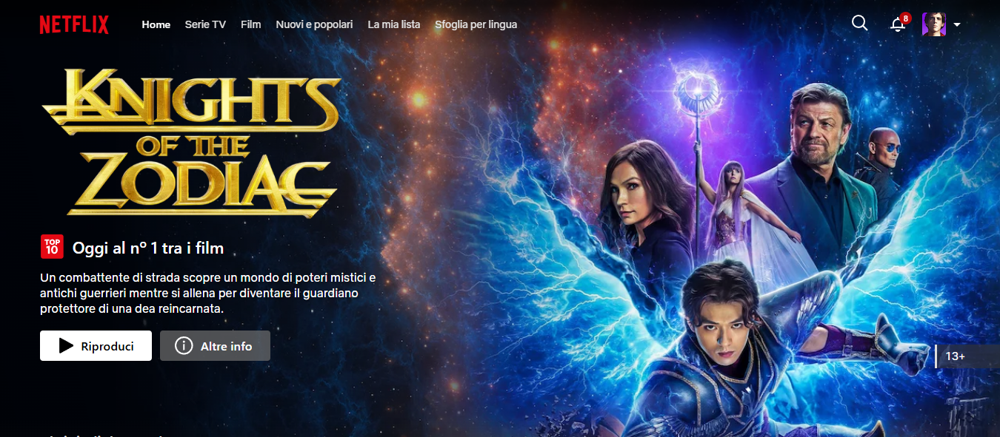 NETFLIX
Home Serie TV Film Nuovi e popolari La mia lista Sfoglia per lingua
8
KNIGHTS
OF THE
ZODIAC
TOP
10
Oggi al nº 1 tra i film
Un combattente di strada scopre un mondo di poteri mistici e
antichi guerrieri mentre si allena per diventare il guardiano
protettore di una dea reincarnata.
Riproduci
Altre info
13+